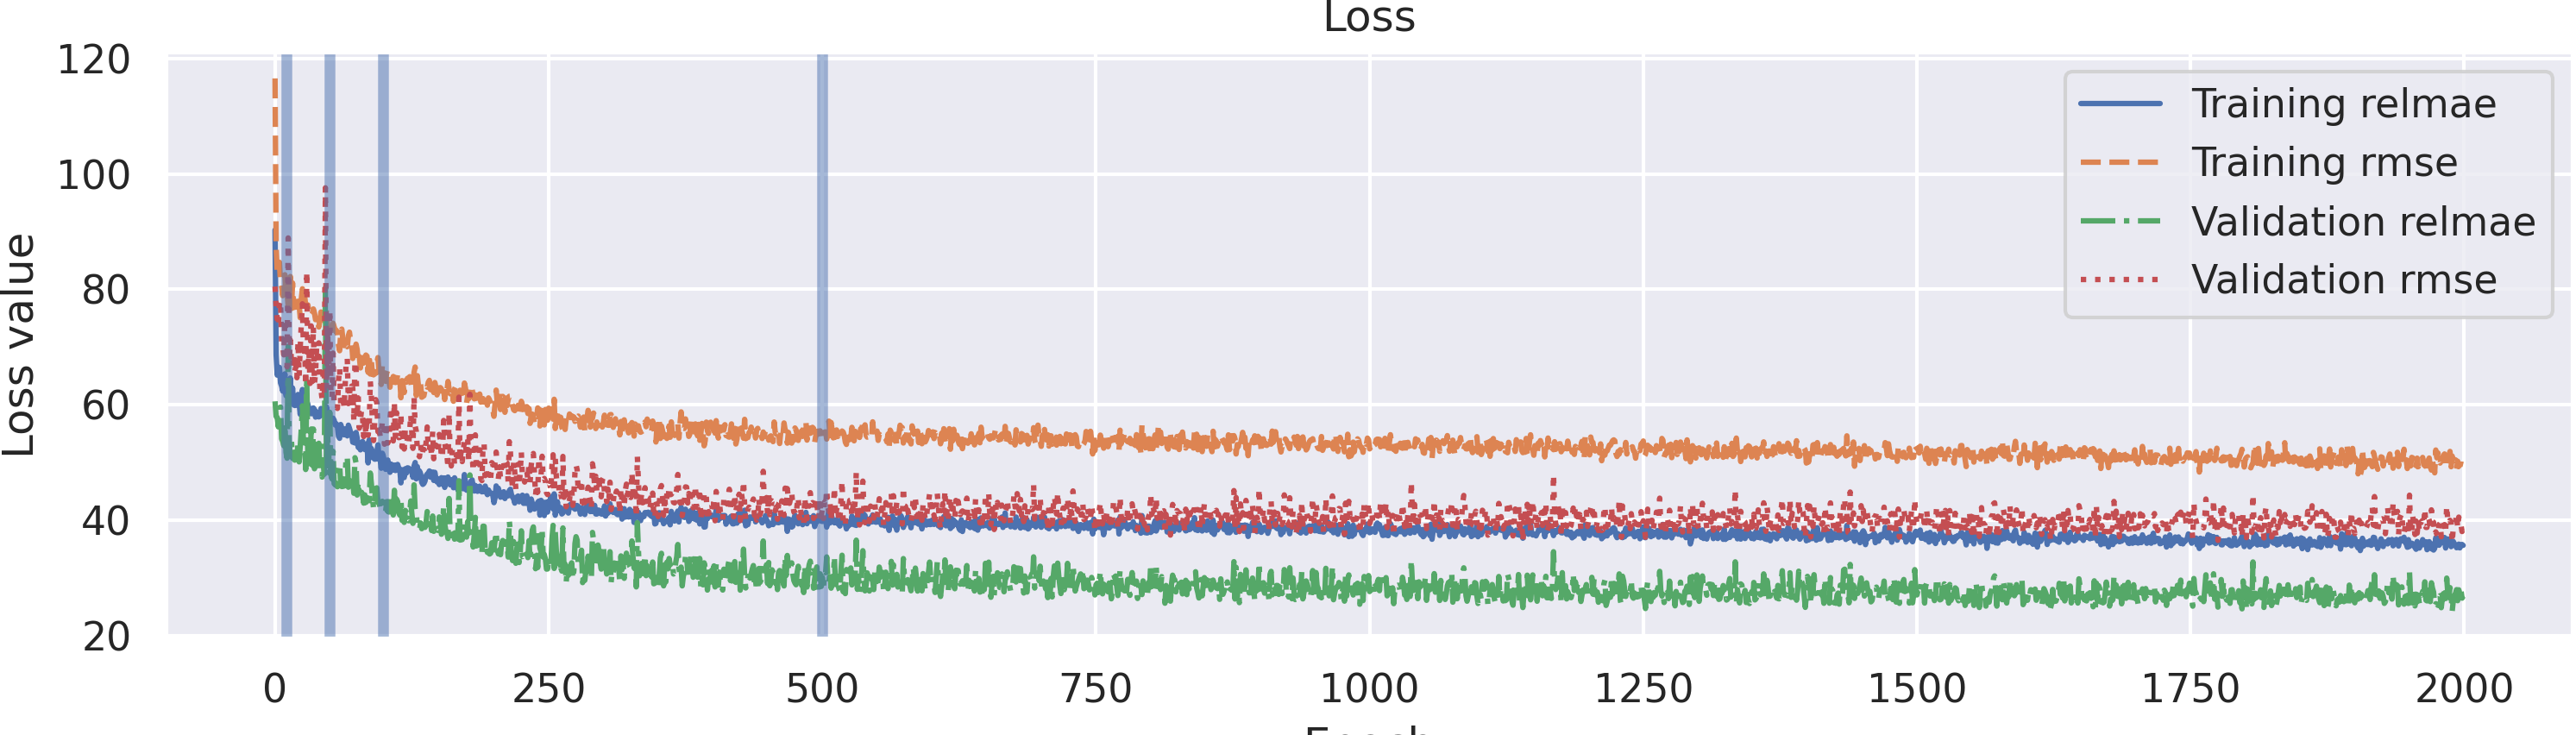 Loss
Loss value
120
100
80
60
40
20
0 250 500 750 1000 1250 1500 1750 2000
Training relmae
Training rmse
Validation relmae
Validation rmse
Epoch